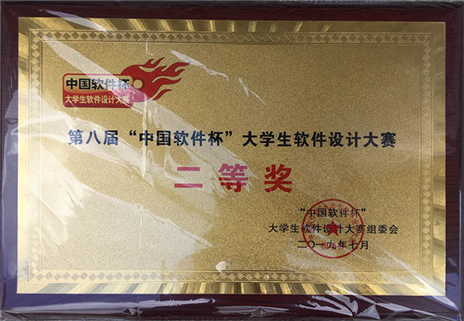 中国软件杯
大学生软件设计大赛
第八届“中国软件杯”大学生软件设计大赛
二等奖
“中国软件杯”
大学生软件设计大赛组委会
二〇一九年七月